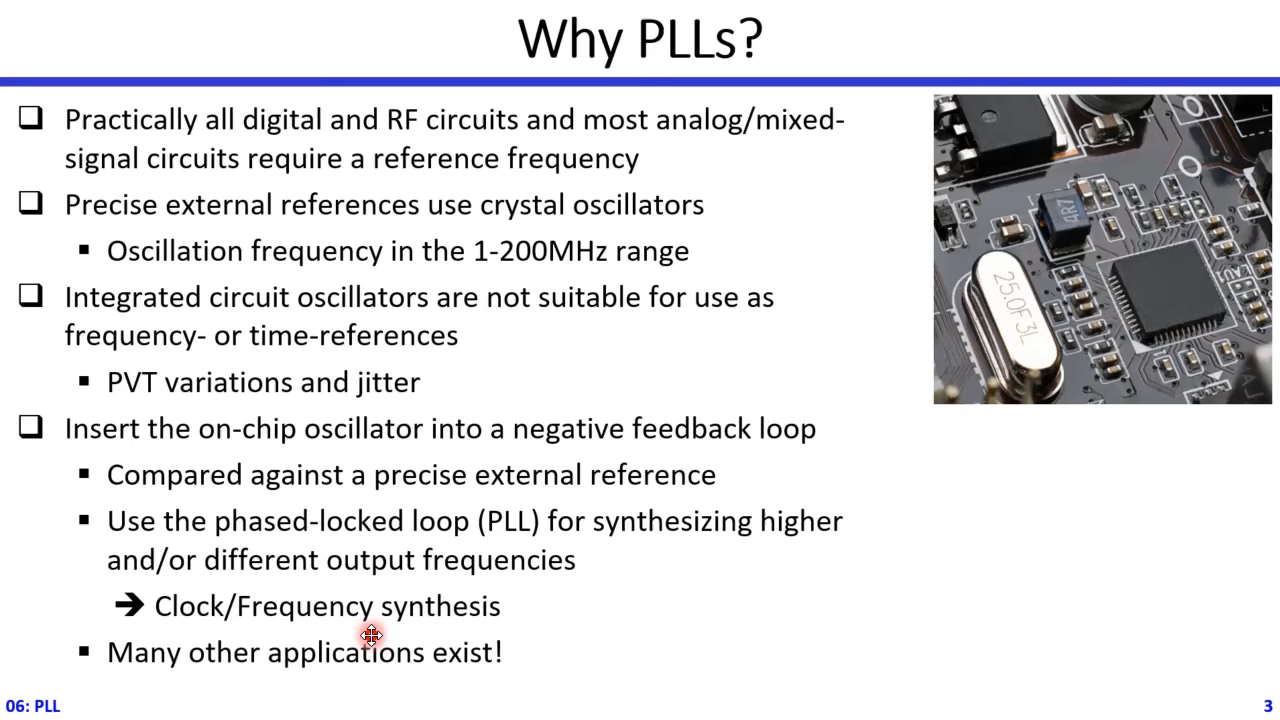 Why PLLs?
Practically all digital and RF circuits and most analog/mixed-
signal circuits require a reference frequency
Precise external references use crystal oscillators
Oscillation frequency in the 1-200MHz range
Integrated circuit oscillators are not suitable for use as
frequency- or time-references
PVT variations and jitter
Insert the on-chip oscillator into a negative feedback loop
Compared against a precise external reference
Use the phased-locked loop (PLL) for synthesizing higher
and/or different output frequencies
➔ Clock/Frequency synthesis
Many other applications exist!
4R7
25.0F3L
06: PLL
3